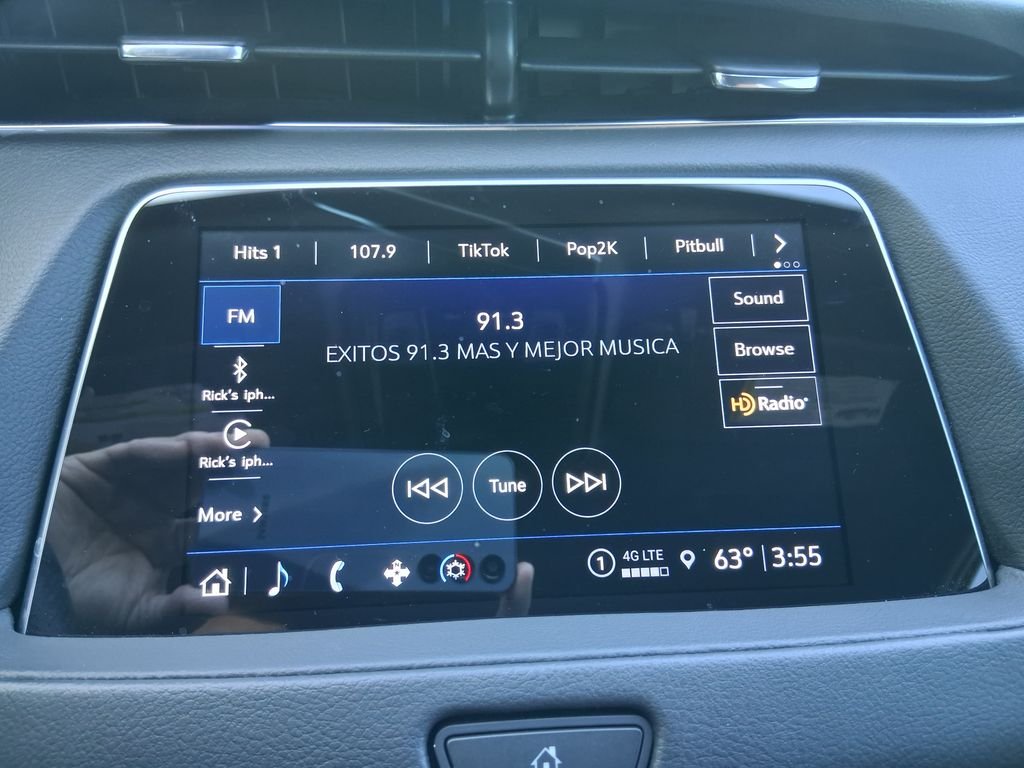 Hits 1 107.9 TikTok Pop2K Pitbull
FM
91.3
EXITOS 91.3 MAS Y MEJOR MUSICA
Sound
Browse
HD Radio
Rick's iph...
Rick's iph...
Tune
More
1 4G LTE 63° 3:55